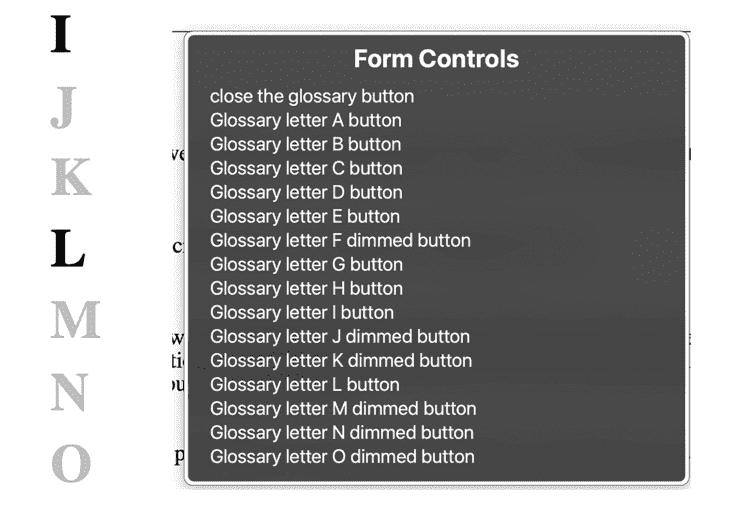 I
J
K
L
M
N
O
Form Controls
close the glossary button
Glossary letter A button
Glossary letter B button
Glossary letter C button
Glossary letter D button
Glossary letter E button
Glossary letter F dimmed button
Glossary letter G button
Glossary letter H button
Glossary letter I button
Glossary letter J dimmed button
Glossary letter K dimmed button
Glossary letter L button
Glossary letter M dimmed button
Glossary letter N dimmed button
Glossary letter O dimmed button